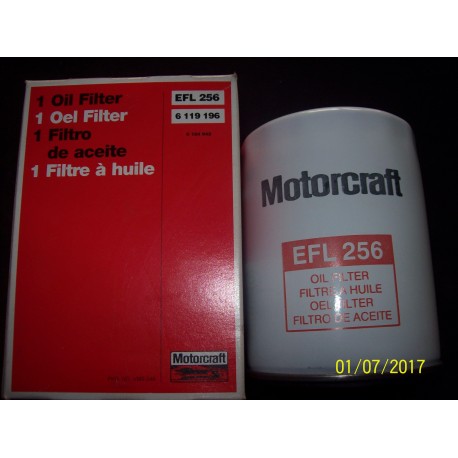 1 Oil Filter
1 Oel Filter
1 Filtro
de aceite
1 Filtre à huile
EFL 256
6 119 196
Motorcraft
Motorcraft
EFL 256
OIL FILTER
FILTRE À HUILE
OELFILTER
FILTRO DE ACEITE
01/07/2017